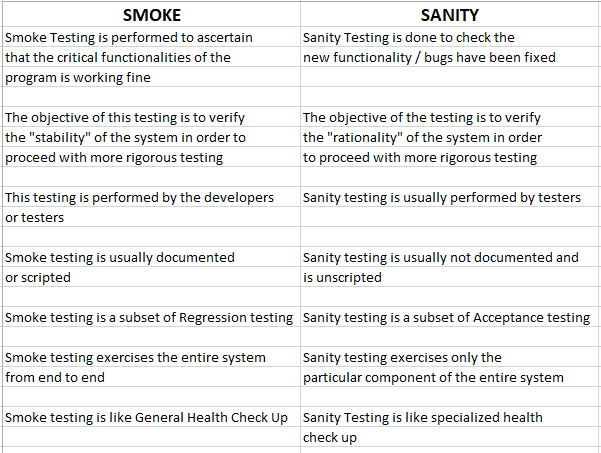 SMOKE
SANITY
Smoke Testing is performed to ascertain
that the critical functionalities of the
program is working fine
Sanity Testing is done to check the
new functionality / bugs have been fixed
The objective of this testing is to verify
the "stability" of the system in order to
proceed with more rigorous testing
The objective of the testing is to verify
the "rationality" of the system in order
to proceed with more rigorous testing
This testing is performed by the developers
or testers
Sanity testing is usually performed by testers
Smoke testing is usually documented
or scripted
Sanity testing is usually not documented and
is unscripted
Smoke testing is a subset of Regression testing
Sanity testing is a subset of Acceptance testing
Smoke testing exercises the entire system
from end to end
Sanity testing exercises only the
particular component of the entire system
Smoke testing is like General Health Check Up
Sanity Testing is like specialized health
check up